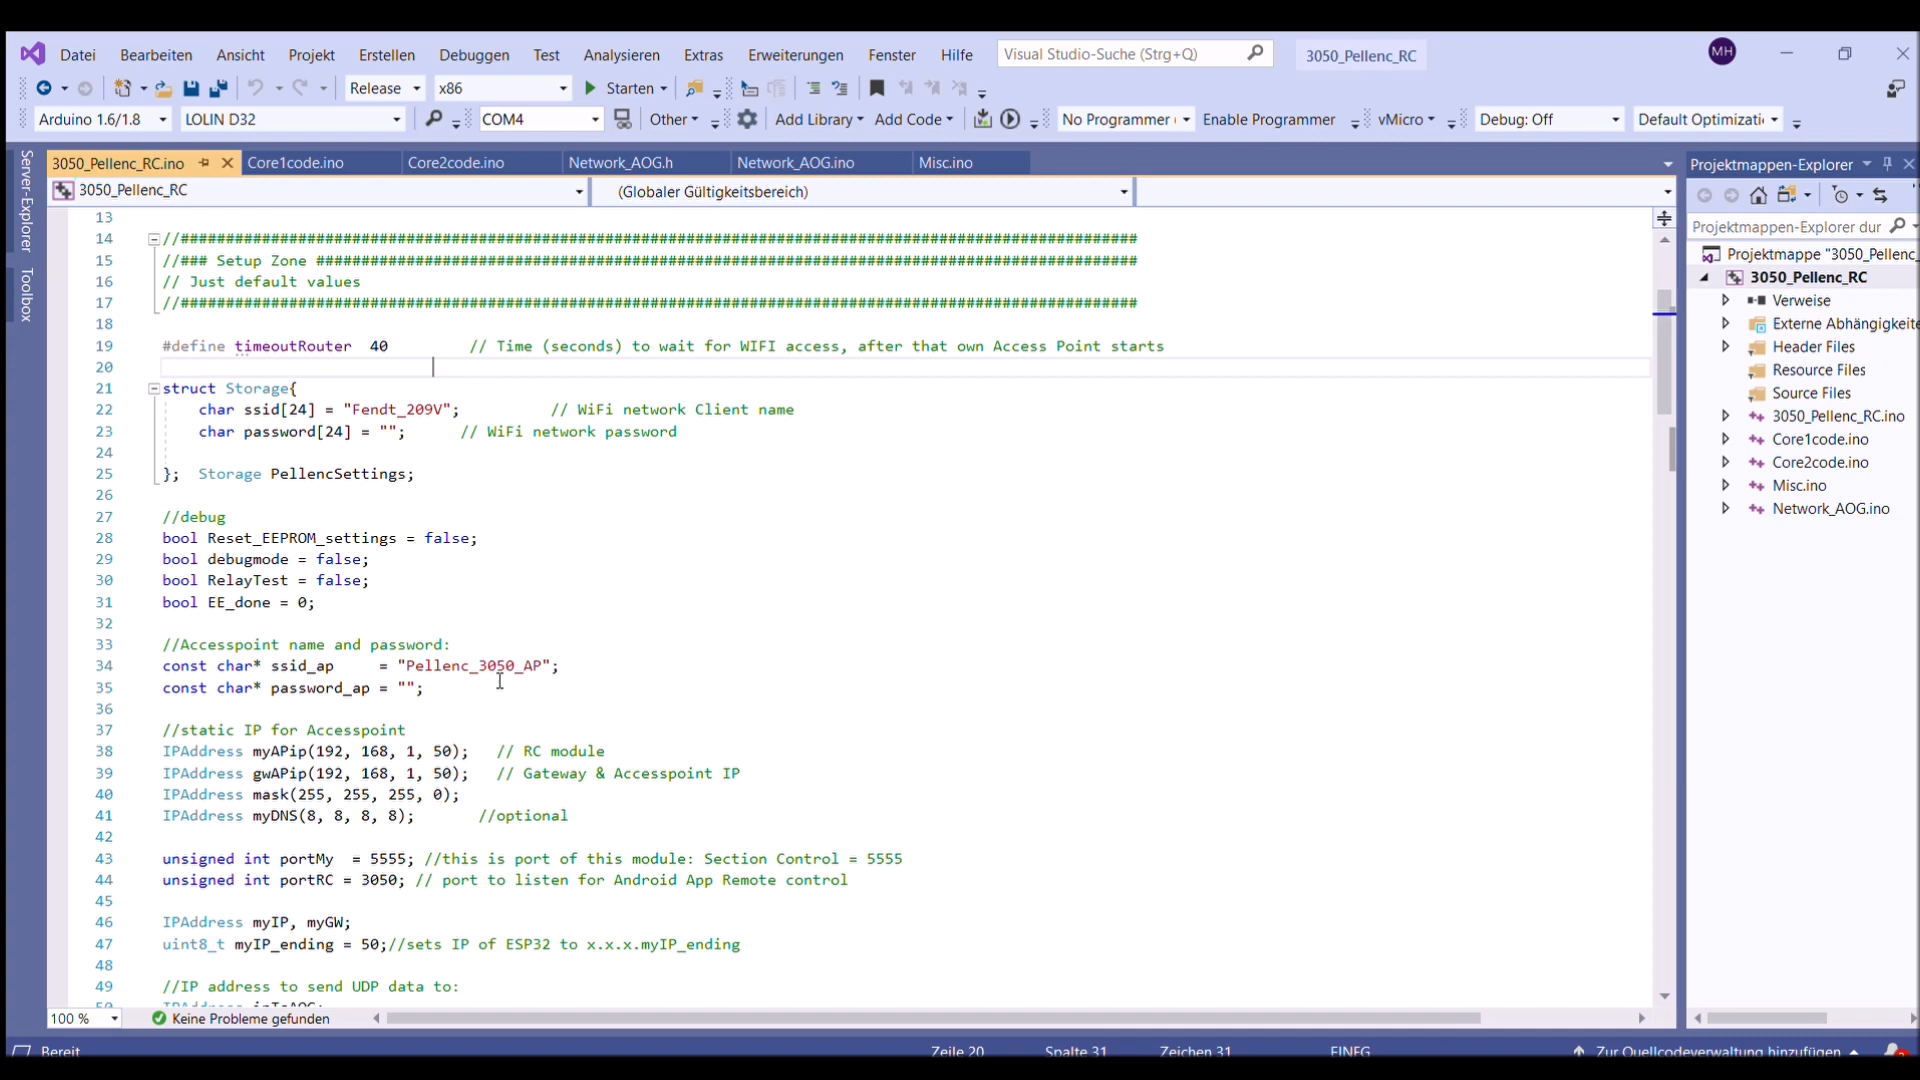 Datei Bearbeiten Ansicht Projekt Erstellen Debuggen Test Analysieren Extras Erweiterungen Fenster Hilfe Visual Studio-Suche (Strg+Q) 3050_Pellenc_RC MH
Release x86 Starten
Arduino 1.6/1.8 LOLIN D32 COM4 Other Add Library Add Code No Programmer Enable Programmer vMicro Debug: Off Default Optimizati
Server-Explorer
Toolbox
3050_Pellenc_RC.ino Core1code.ino Core2code.ino Network_AOG.h Network_AOG.ino Misc.ino
3050_Pellenc_RC (Globaler Gültigkeitsbereich)
13
14 //##########################################################################################################
15 //### Setup Zone ###########################################################################################
16 // Just default values
17 //##########################################################################################################
18
19 #define timeoutRouter  40         // Time (seconds) to wait for WIFI access, after that own Access Point starts
20
21 struct Storage{
22     char ssid[24] = "Fendt_209V";          // WiFi network Client name
23     char password[24] = "";      // WiFi network password
24
25 };  Storage PellencSettings;
26
27 //debug
28 bool Reset_EEPROM_settings = false;
29 bool debugmode = false;
30 bool RelayTest = false;
31 bool EE_done = 0;
32
33 //Accesspoint name and password:
34 const char* ssid_ap     = "Pellenc_3050_AP";
35 const char* password_ap = "";
36
37 //static IP for Accesspoint
38 IPAddress myAPip(192, 168, 1, 50);   // RC module
39 IPAddress gwAPip(192, 168, 1, 50);   // Gateway & Accesspoint IP
40 IPAddress mask(255, 255, 255, 0);
41 IPAddress myDNS(8, 8, 8, 8);       //optional
42
43 unsigned int portMy  = 5555; //this is port of this module: Section Control = 5555
44 unsigned int portRC = 3050; // port to listen for Android App Remote control
45
46 IPAddress myIP, myGW;
47 uint8_t myIP_ending = 50;//sets IP of ESP32 to x.x.x.myIP_ending
48
49 //IP address to send UDP data to:
100 % Keine Probleme gefunden
Projektmappen-Explorer
Projektmappen-Explorer dur
Projektmappe "3050_Pellenc_
3050_Pellenc_RC
Verweise
Externe Abhängigkeite
Header Files
Resource Files
Source Files
3050_Pellenc_RC.ino
Core1code.ino
Core2code.ino
Misc.ino
Network_AOG.ino
Bereit Zeile 20 Spalte 31 Zeichen 31 EINFG Zur Quellcodeverwaltung hinzufügen